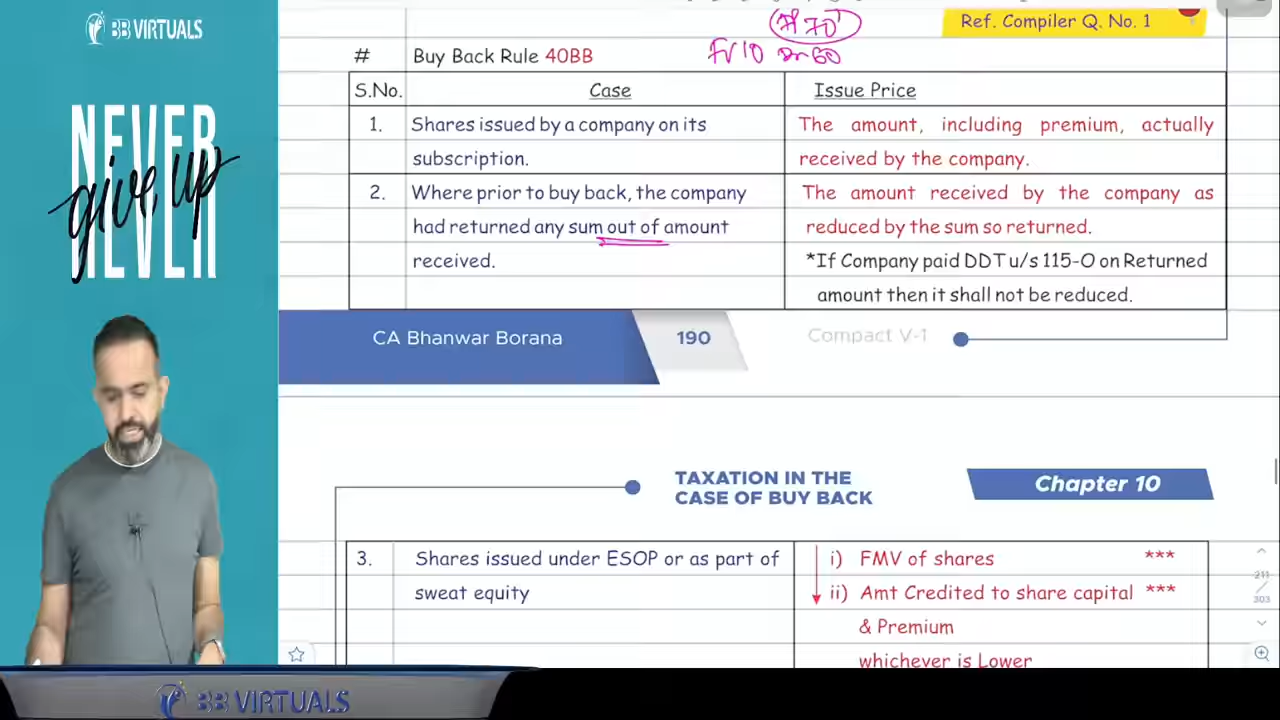 BB VIRTUALS
NEVER
give up
NEVER
₹ 70
FV 10
60
Ref. Compiler Q. No. 1
# Buy Back Rule 40BB
S.No. Case Issue Price
1. Shares issued by a company on its subscription.
The amount, including premium, actually received by the company.
2. Where prior to buy back, the company had returned any sum out of amount received.
The amount received by the company as reduced by the sum so returned.
*If Company paid DDT u/s 115-O on Returned amount then it shall not be reduced.
CA Bhanwar Borana
190
Compact V-1
TAXATION IN THE
CASE OF BUY BACK
Chapter 10
3. Shares issued under ESOP or as part of sweat equity
i) FMV of shares ***
ii) Amt Credited to share capital ***
& Premium
whichever is Lower
211
303
BB VIRTUALS